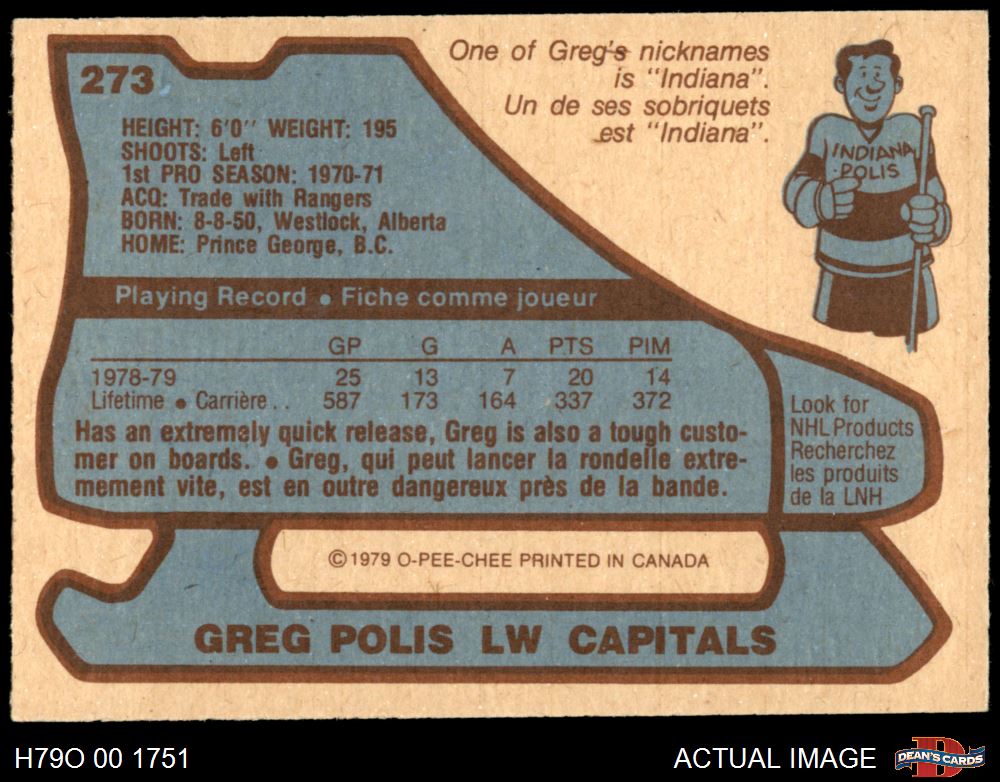 273
One of Greg's nicknames
is "Indiana".
Un de ses sobriquets
est "Indiana".
INDIANA
POLIS
HEIGHT: 6'0" WEIGHT: 195
SHOOTS: Left
1st PRO SEASON: 1970-71
ACQ: Trade with Rangers
BORN: 8-8-50, Westlock, Alberta
HOME: Prince George, B.C.
Playing Record • Fiche comme joueur
GP G A PTS PIM
1978-79 25 13 7 20 14
Lifetime • Carrière . . 587 173 164 337 372
Has an extremaly quick release, Greg is also a tough custo-
mer on boards. • Greg, qui peut lancer la rondelle extre-
mement vite, est en outre dangereux près de la bande.
Look for
NHL Products
Recherchez
les produits
de la LNH
©1979 O-PEE-CHEE PRINTED IN CANADA
GREG POLIS LW CAPITALS
H79O 00 1751
ACTUAL IMAGE
D
DEAN'S CARDS